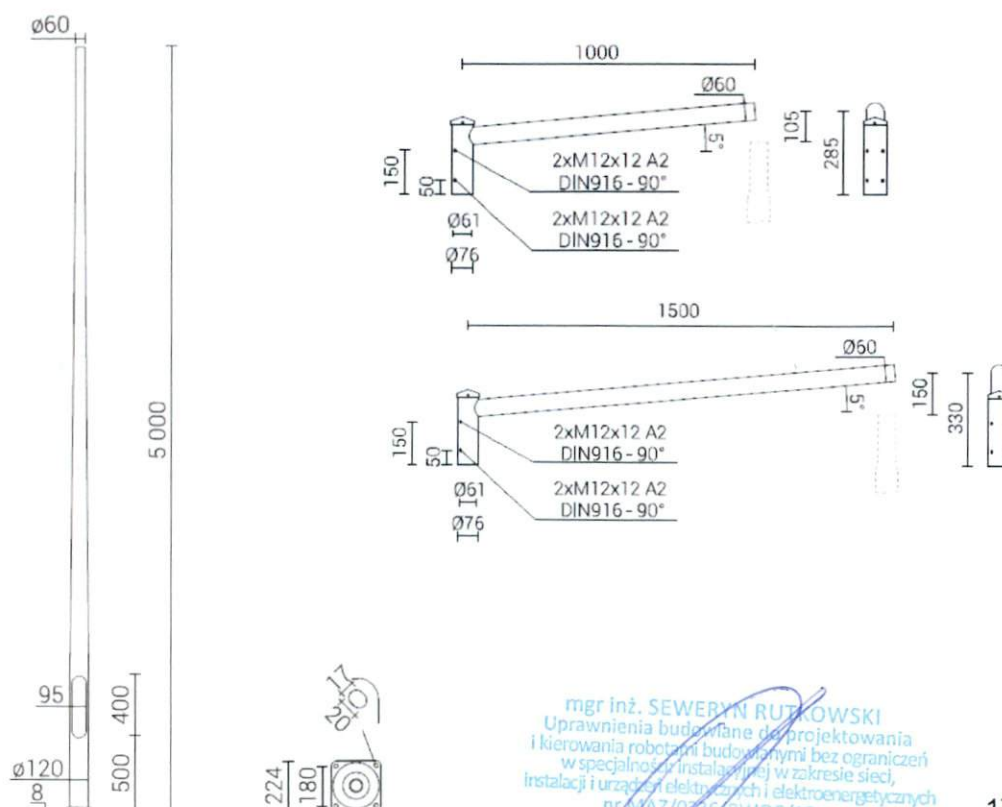 Ø60
5 000
95
400
ø120
500
8
1000
Ø60
5°
105
285
150
50
2xM12x12 A2
DIN916 - 90°
2xM12x12 A2
DIN916 - 90°
Ø61
Ø76
1500
Ø60
5°
150
330
150
50
2xM12x12 A2
DIN916 - 90°
2xM12x12 A2
DIN916 - 90°
Ø61
Ø76
17
20
224
180
mgr inż. SEWERYN RUTKOWSKI
Uprawnienia budowlane do projektowania
i kierowania robotami budowlanymi bez ograniczeń
w specjalności instalacyjnej w zakresie sieci,
instalacji i urządzeń elektrycznych i elektroenergetycznych